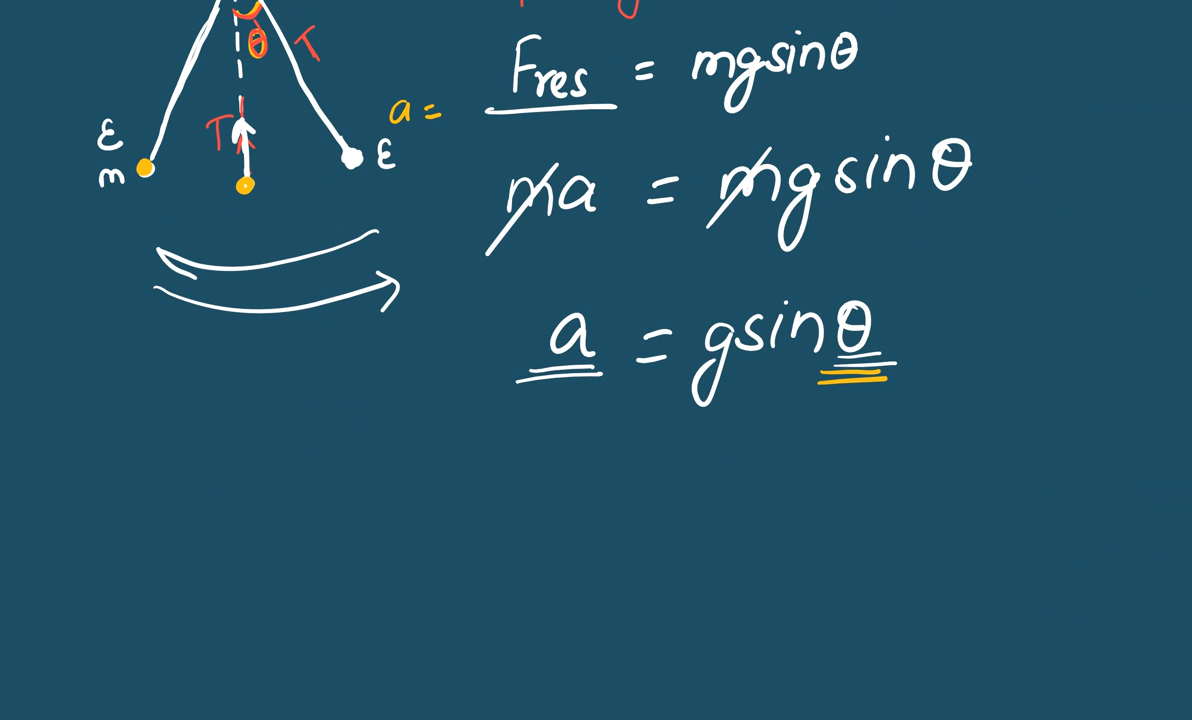 θ T
Fres = mgsinθ
a =
T
ε
m
ε
ma = mgsinθ
a = gsinθ